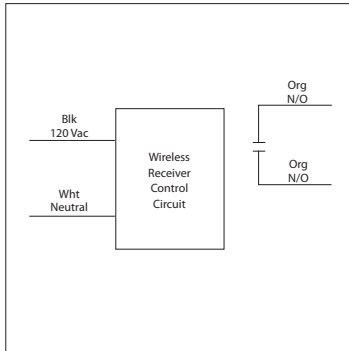 Blk
120 Vac
Wht
Neutral
Wireless
Receiver
Control
Circuit
Org
N/O
Org
N/O